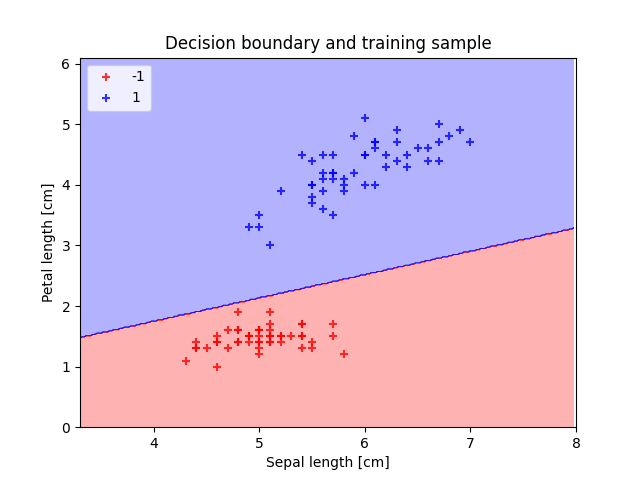 Decision boundary and training sample
-1
1
6
5
4
3
2
1
0
Petal length [cm]
4 5 6 7 8
Sepal length [cm]